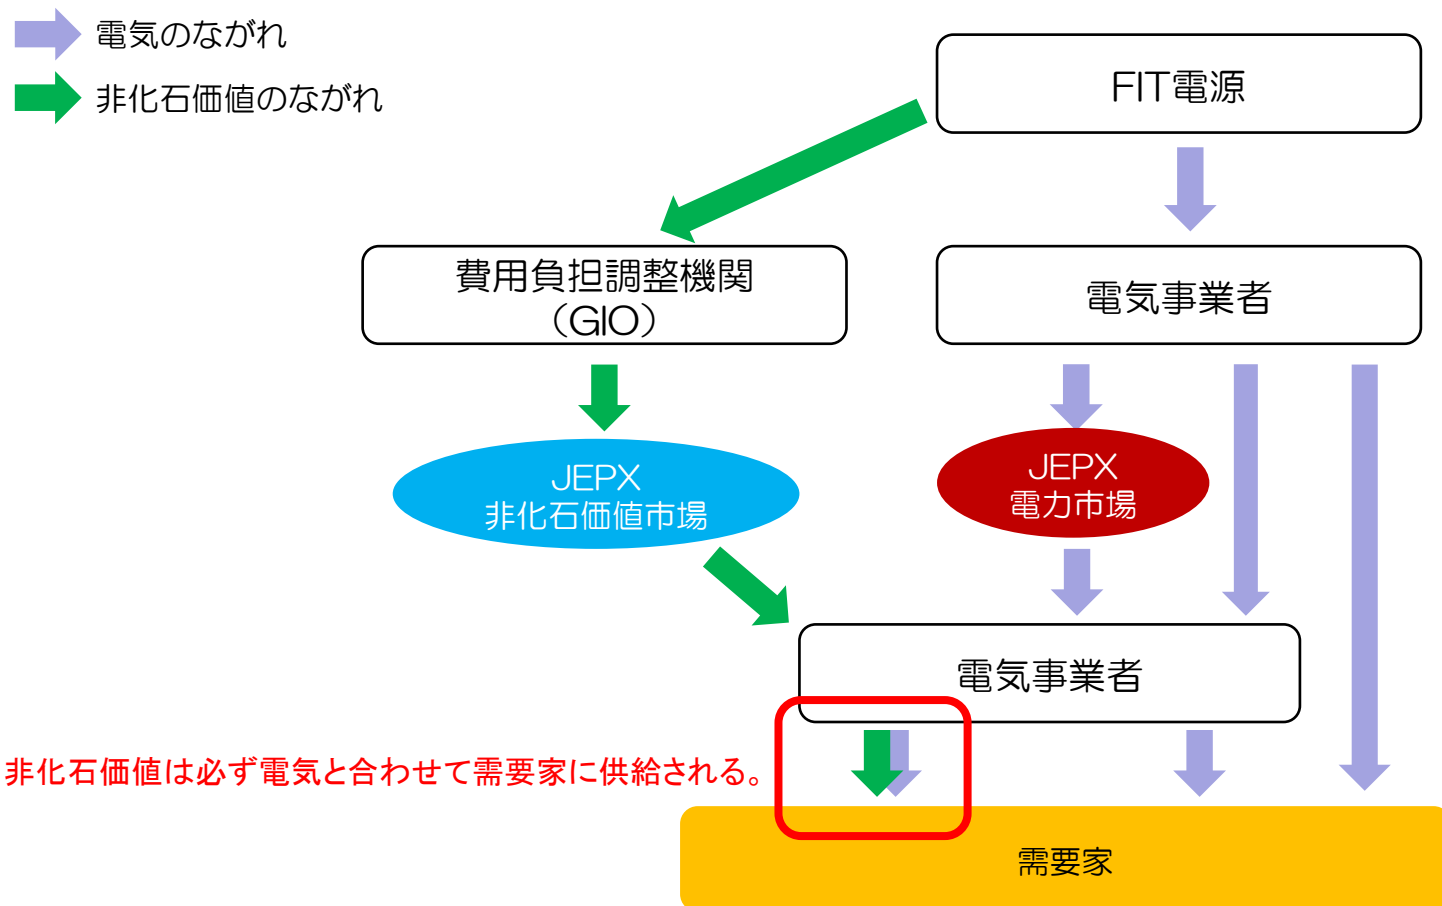 電気のながれ
非化石価値のながれ
FIT電源
費用負担調整機関
（GIO）
電気事業者
JEPX
非化石価値市場
JEPX
電力市場
電気事業者
非化石価値は必ず電気と合わせて需要家に供給される。
需要家